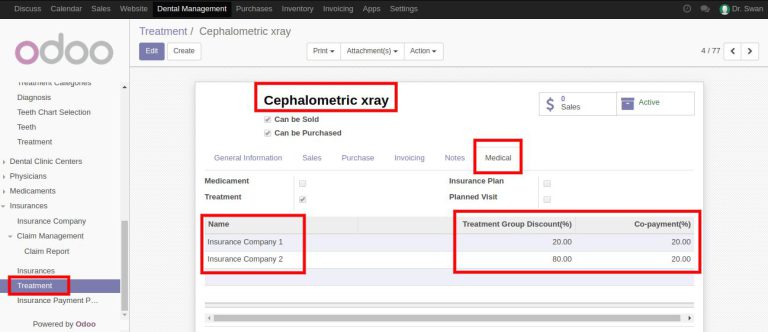 Discuss Calendar Sales Website Dental Management Purchases Inventory Invoicing Apps Settings Dr. Swan
odoo
Treatment Categories
Diagnosis
Teeth Chart Selection
Teeth
Treatment
Dental Clinic Centers
Physicians
Medicaments
Insurances
Insurance Company
Claim Management
Claim Report
Insurances
Treatment
Insurance Payment P...
Powered by Odoo
Treatment / Cephalometric xray
Edit Create Print Attachment(s) Action 4 / 77
Cephalometric xray
Can be Sold
Can be Purchased
0
Sales
Active
General Information Sales Purchase Invoicing Notes Medical
Medicament Insurance Plan
Treatment Planned Visit
Name Treatment Group Discount(%) Co-payment(%)
Insurance Company 1 20.00 20.00
Insurance Company 2 80.00 20.00